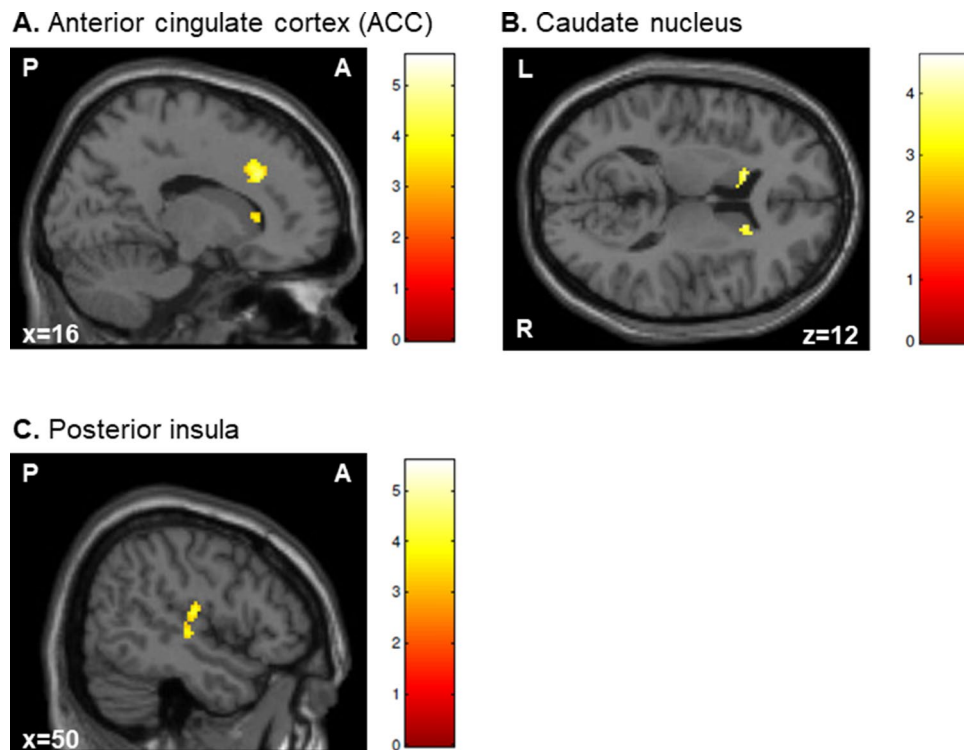 A. Anterior cingulate cortex (ACC)
P A
5
4
3
2
1
0
x=16
B. Caudate nucleus
L
4
3
2
1
0
R
z=12
C. Posterior insula
P A
5
4
3
2
1
0
x=50